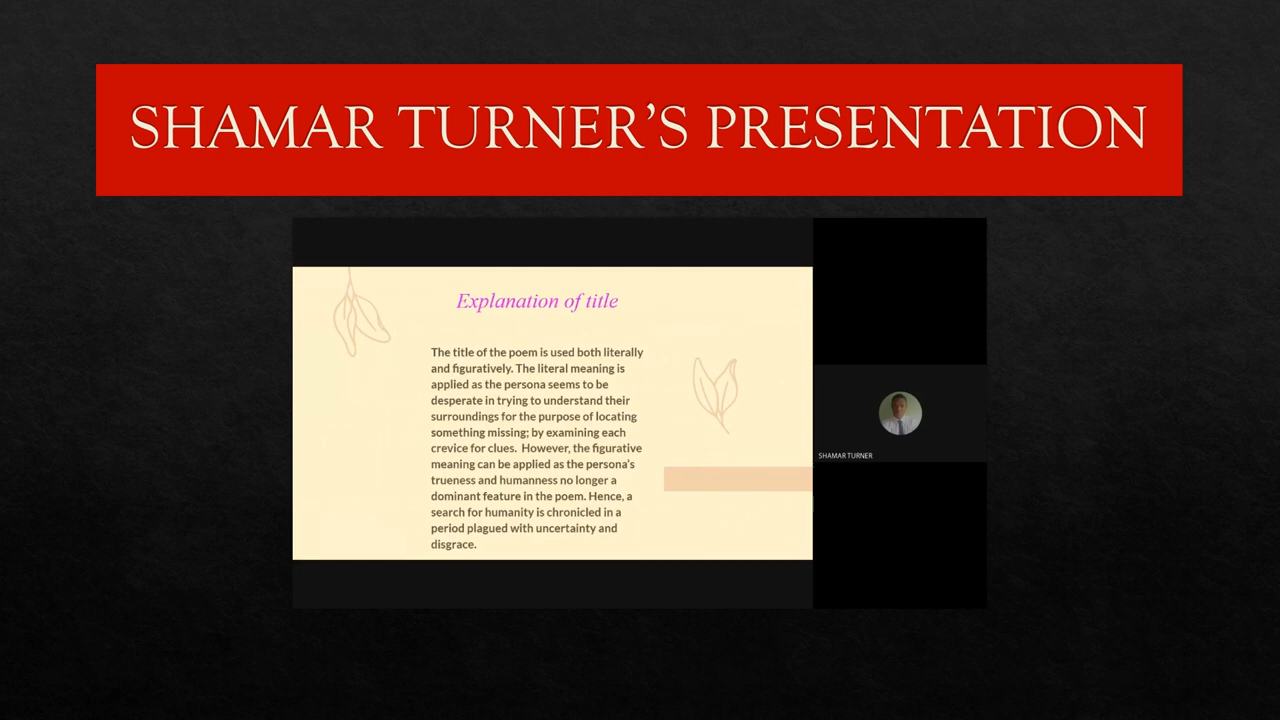 SHAMAR TURNER’S PRESENTATION
Explanation of title
The title of the poem is used both literally
and figuratively. The literal meaning is
applied as the persona seems to be
desperate in trying to understand their
surroundings for the purpose of locating
something missing; by examining each
crevice for clues. However, the figurative
meaning can be applied as the persona's
trueness and humanness no longer a
dominant feature in the poem. Hence, a
search for humanity is chronicled in a
period plagued with uncertainty and
disgrace.
SHAMAR TURNER